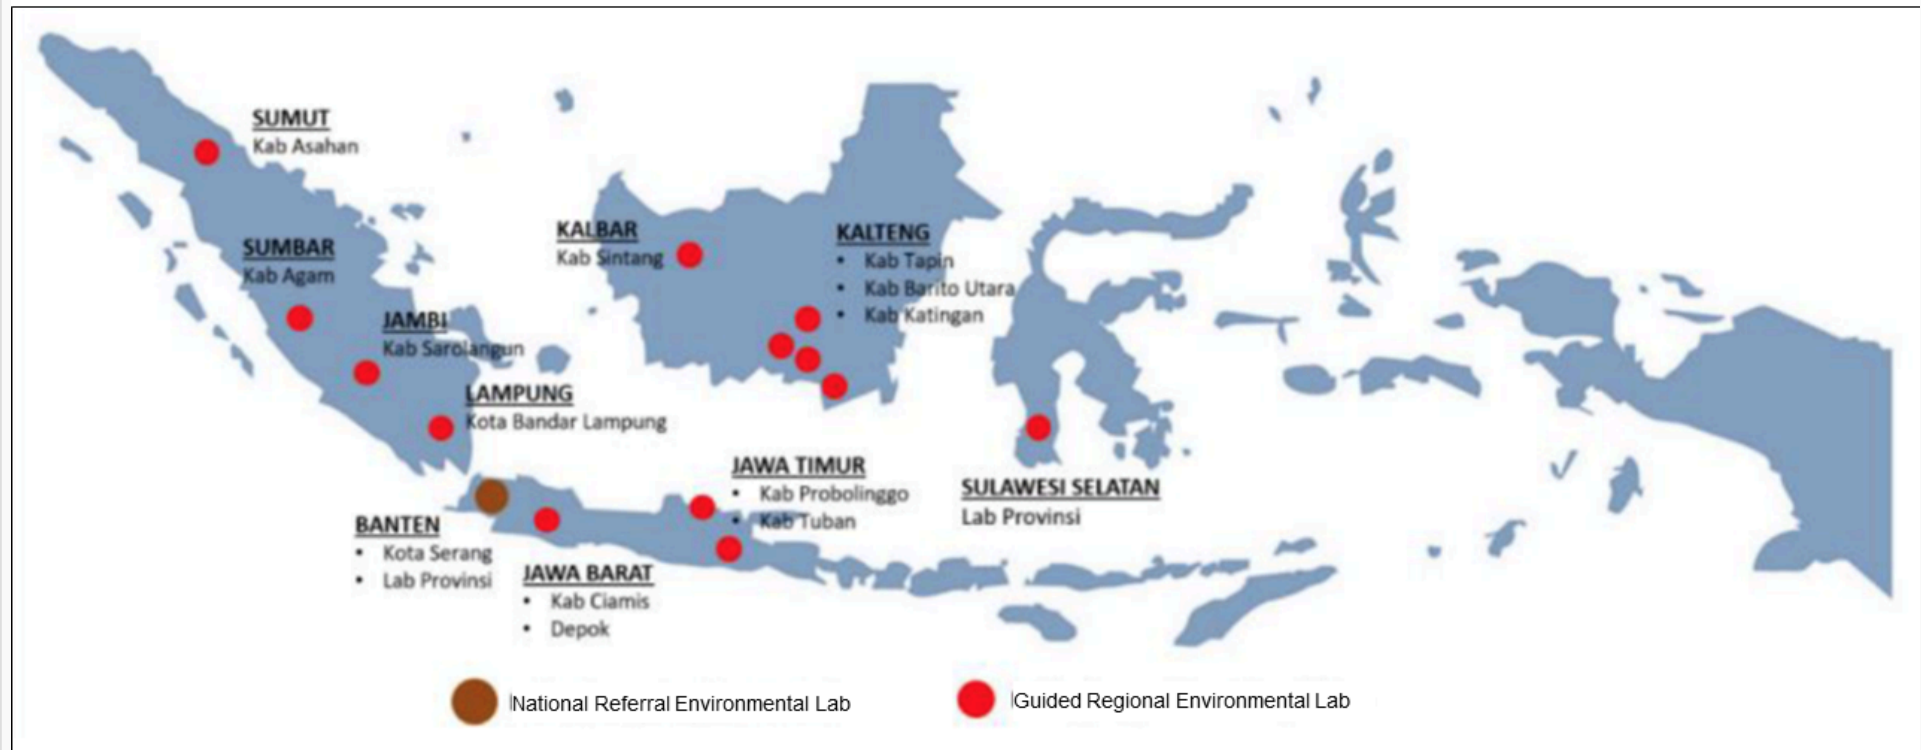 SUMUT
Kab Asahan
SUMBAR
Kab Agam
JAMBI
Kab Sarolangun
LAMPUNG
Kota Bandar Lampung
KALBAR
Kab Sintang
KALTENG
• Kab Tapin
• Kab Barito Utara
• Kab Katingan
BANTEN
• Kota Serang
• Lab Provinsi
JAWA BARAT
• Kab Ciamis
• Depok
JAWA TIMUR
• Kab Probolinggo
• Kab Tuban
SULAWESI SELATAN
Lab Provinsi
National Referral Environmental Lab
Guided Regional Environmental Lab